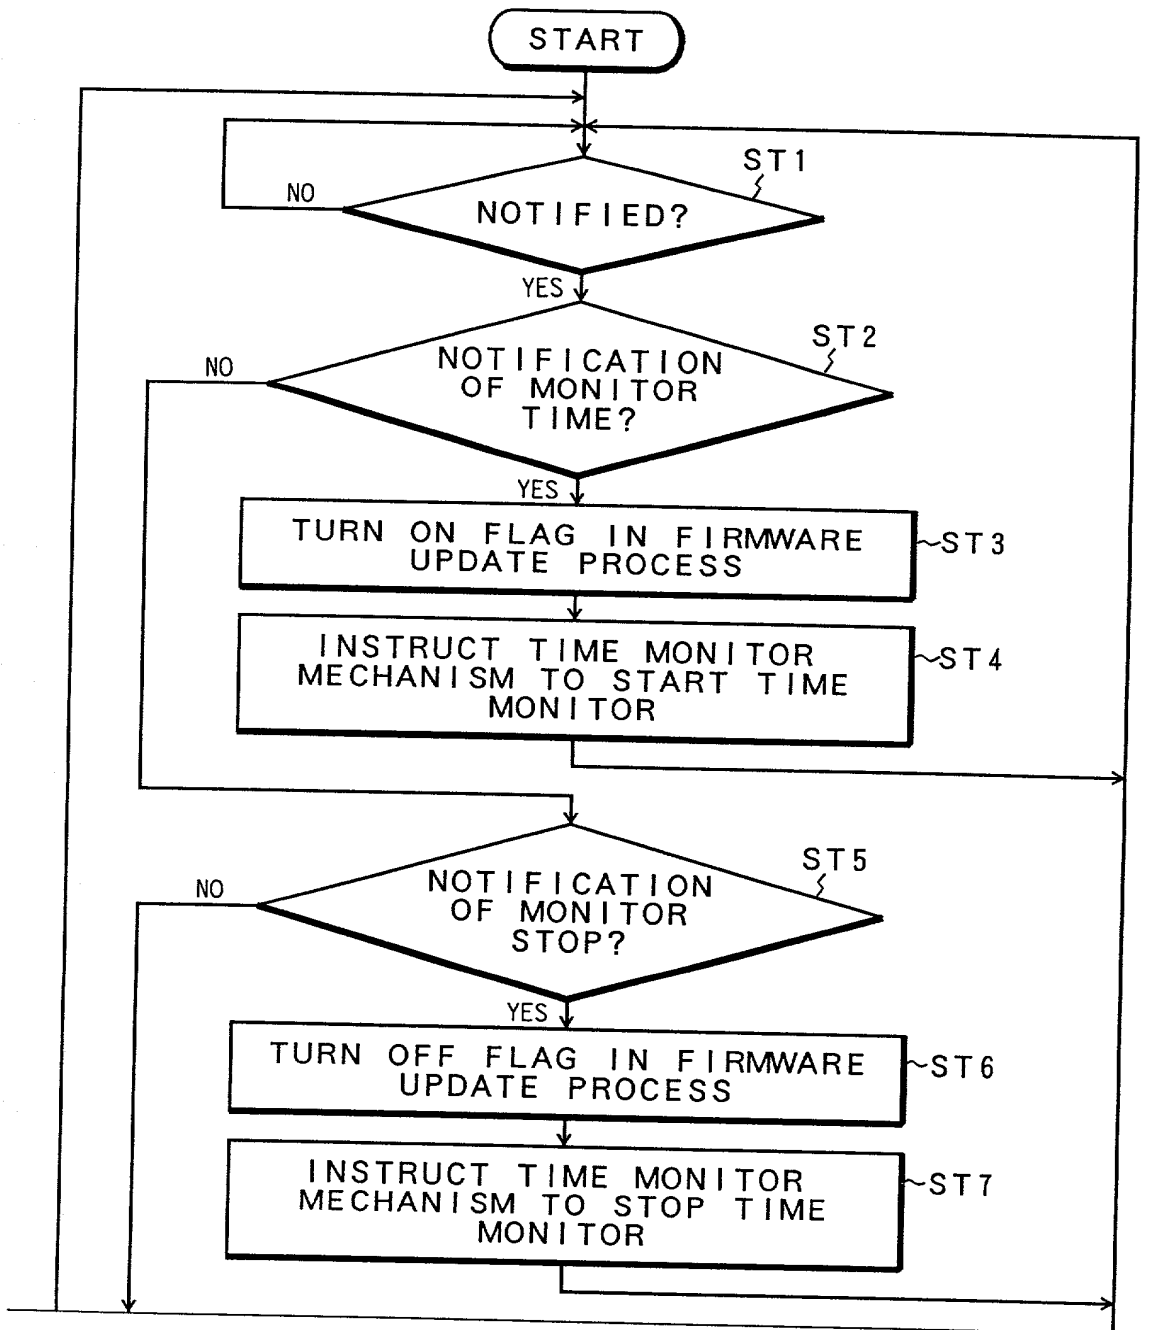 START
ST1
NO
NOTIFIED?
YES
ST2
NO
NOTIFICATION
OF MONITOR
TIME?
YES
TURN ON FLAG IN FIRMWARE
UPDATE PROCESS
ST3
INSTRUCT TIME MONITOR
MECHANISM TO START TIME
MONITOR
ST4
ST5
NO
NOTIFICATION
OF MONITOR
STOP?
YES
TURN OFF FLAG IN FIRMWARE
UPDATE PROCESS
ST6
INSTRUCT TIME MONITOR
MECHANISM TO STOP TIME
MONITOR
ST7